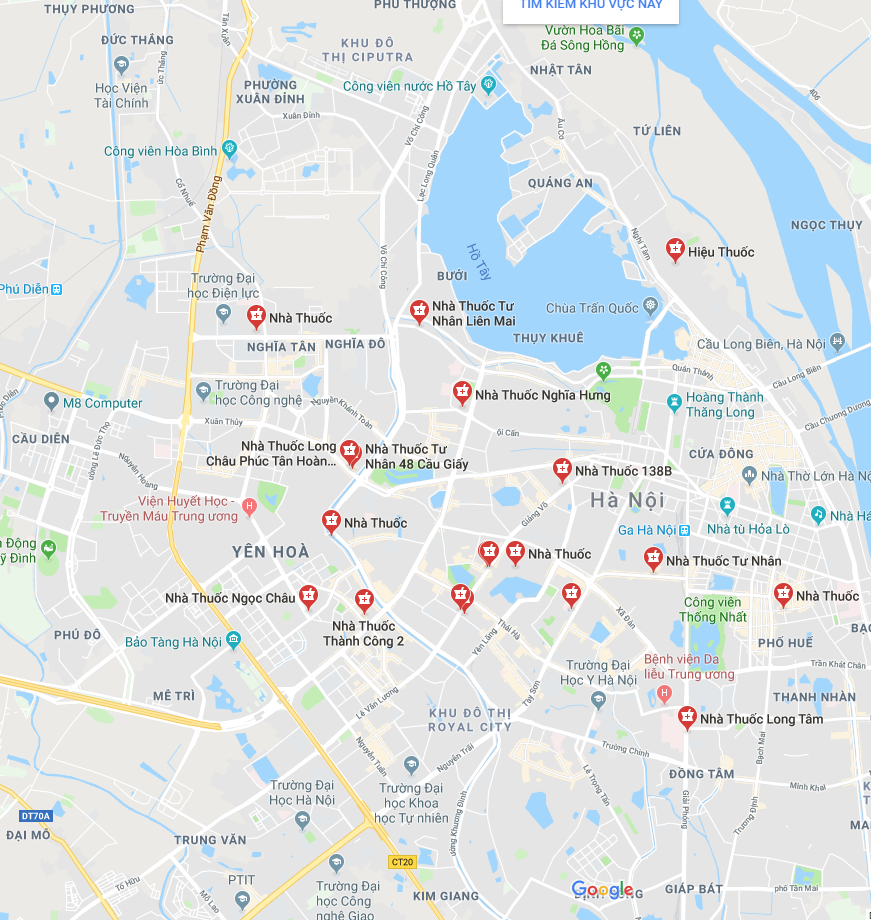 THỤY PHƯƠNG
PHÚ THƯỢNG
TÌM KIẾM KHU VỰC NÀY
Vườn Hoa Bãi
Đá Sông Hồng
ĐỨC THẮNG
Tân Xuân
KHU ĐÔ
THỊ CIPUTRA
Học Viện
Tài Chính
NHẬT TÂN
PHƯỜNG
XUÂN ĐỈNH
Công viên nước Hồ Tây
406
Xuân Đỉnh
Võ Chí Công
Âu Cơ
TỨ LIÊN
Công viên Hòa Bình
Lạc Long Quân
Cổ Nhuế
QUẢNG AN
Phạm Văn Đồng
Nghi Tàm
NGỌC THỤY
Võ Chí Công
Hồ Tây
Hiệu Thuốc
Phú Diễn
Trường Đại
học Điện lực
BƯỞI
Nhà Thuốc
Nhà Thuốc Tư
Nhân Liên Mai
Chùa Trấn Quốc
NGHĨA TÂN
NGHĨA ĐÔ
THỤY KHUÊ
Cầu Long Biên, Hà Nội
Quán Thánh
Cầu Long Biên
Trường Đại
học Công nghệ
M8 Computer
Nhà Thuốc Nghĩa Hưng
Hoàng Thành
Thăng Long
Nguyễn Khánh Toàn
Cầu Chương Dương
Xuân Thủy
CẦU DIỄN
ội Cấn
Nhà Thuốc Long
Châu Phúc Tân Hoàn...
Nhà Thuốc Tư
Nhân 48 Cầu Giấy
CỬA ĐÔNG
Nguyễn Hoàng
Nhà Thuốc 138B
Nhà Thờ Lớn Hà Nội
Viện Huyết Học -
Truyền Máu Trung ương
Hà Nội
Giảng Võ
Nhà Thuốc
Ga Hà Nội
Nhà tù Hỏa Lò
Nhà Há
YÊN HOÀ
Nhà Thuốc
Nhà Thuốc Tư Nhân
n Động
ỹ Đình
Nhà Thuốc Ngọc Châu
Nhà Thuốc
Công viên
Thống Nhất
Xã Đàn
Nhà Thuốc
Thành Công 2
Thái Hà
PHÚ ĐÔ
Bảo Tàng Hà Nội
Yên Lãng
PHỐ HUẾ
BẠC
Trường Đại
học Y Hà Nội
Bệnh viện Da
liễu Trung ương
Trần Khát Chân
MỄ TRÌ
Tây Sơn
THANH NHÀN
Lê Văn Lương
KHU ĐÔ THỊ
ROYAL CITY
Nhà Thuốc Long Tâm
Trường Chinh
Bạch Mai
Nguyễn Tuân
Nguyễn Trãi
ĐỒNG TÂM
Lê Trọng Tấn
Minh Khai
Trường Đại
Học Hà Nội
Trường Đại
học Khoa
học Tự nhiên
ương Khương Đình
Giải Phóng
Trương Định
DT70A
ĐẠI MỖ
TRUNG VĂN
CT20
Google
Tố Hữu
PTIT
Mỗ Lao
Trường Đại
học Công
nghệ Giao
KIM GIANG
GIÁP BÁT
phố Tân Mai